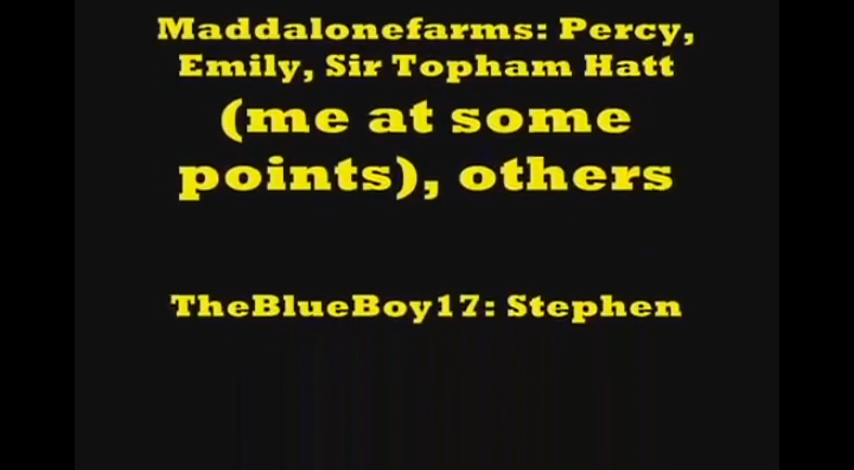 Maddalonefarms: Percy,
Emily, Sir Topham Hatt
(me at some
points), others
TheBlueBoy17: Stephen